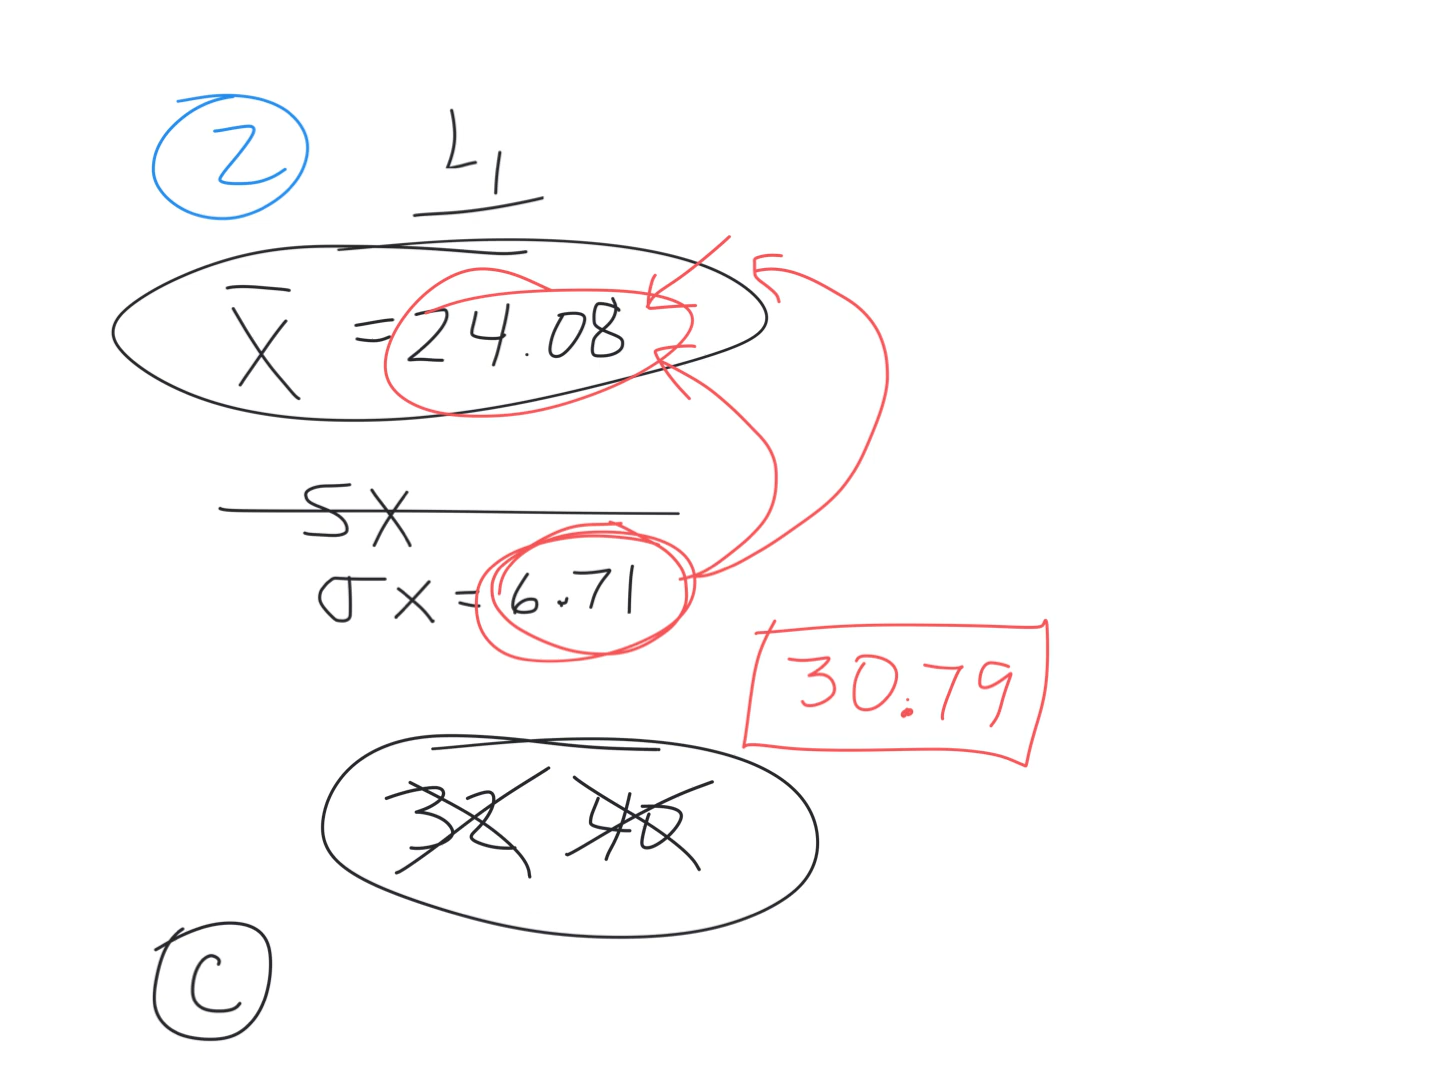 2 L1
x̄ = 24.08
Sx
σx = 6.71
30.79
32 40
C